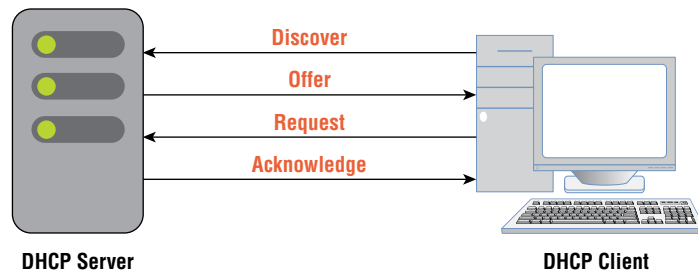 Discover
Offer
Request
Acknowledge
DHCP Server
DHCP Client